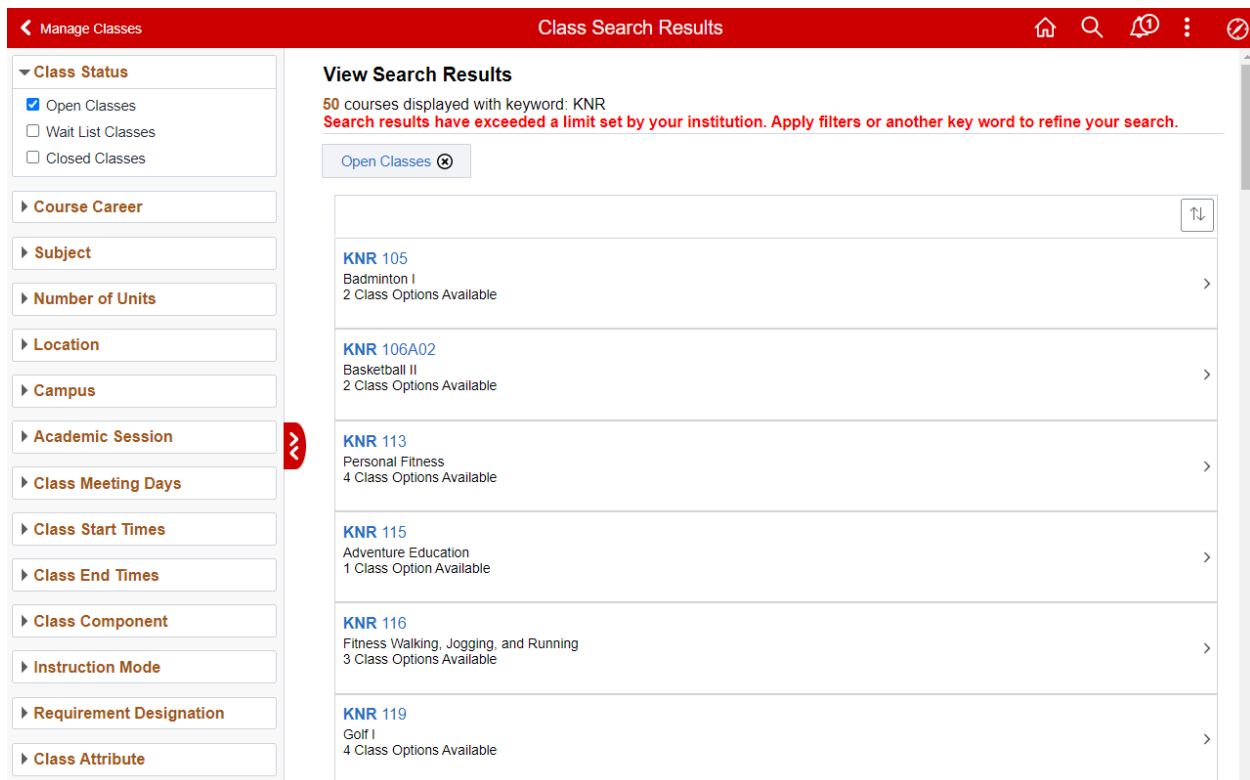 Manage Classes
Class Search Results
1
Class Status
Open Classes
Wait List Classes
Closed Classes
Course Career
Subject
Number of Units
Location
Campus
Academic Session
Class Meeting Days
Class Start Times
Class End Times
Class Component
Instruction Mode
Requirement Designation
Class Attribute
View Search Results
50 courses displayed with keyword: KNR
Search results have exceeded a limit set by your institution. Apply filters or another key word to refine your search.
Open Classes
KNR 105
Badminton I
2 Class Options Available
KNR 106A02
Basketball II
2 Class Options Available
KNR 113
Personal Fitness
4 Class Options Available
KNR 115
Adventure Education
1 Class Option Available
KNR 116
Fitness Walking, Jogging, and Running
3 Class Options Available
KNR 119
Golf I
4 Class Options Available